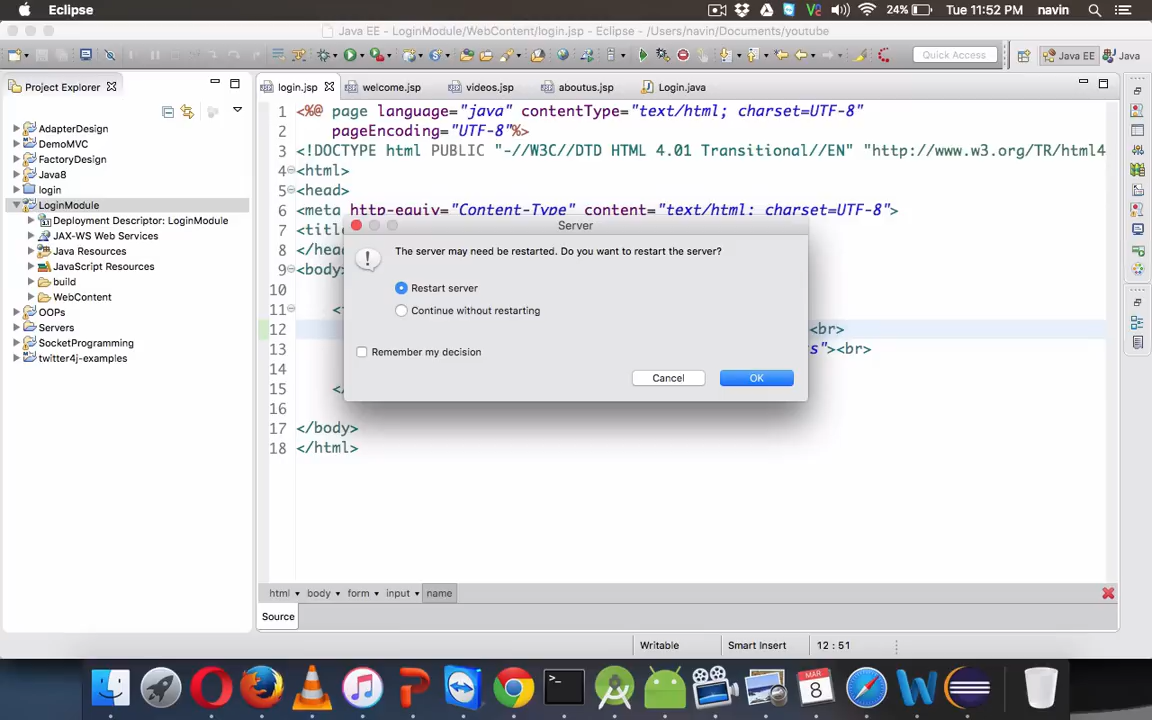 Eclipse
24%
Tue 11:52 PM
navin
Java EE - LoginModule/WebContent/login.jsp - Eclipse - /Users/navin/Documents/youtube
Quick Access
Java EE
Java
Project Explorer
login.jsp
welcome.jsp
videos.jsp
aboutus.jsp
Login.java
AdapterDesign
DemoMVC
FactoryDesign
Java8
login
LoginModule
Deployment Descriptor: LoginModule
JAX-WS Web Services
Java Resources
JavaScript Resources
build
WebContent
OOPs
Servers
SocketProgramming
twitter4j-examples
1 <%@ page language="java" contentType="text/html; charset=UTF-8"
2 pageEncoding="UTF-8"%>
3 <!DOCTYPE html PUBLIC "-//W3C//DTD HTML 4.01 Transitional//EN" "http://www.w3.org/TR/html4
4 <html>
5 <head>
6 <meta http-equiv="Content-Type" content="text/html; charset=UTF-8">
7 <title
8 </hea
9 <body>
10
11 <
12 <br>
13 s"><br>
14
15 </
16
17 </body>
18 </html>
Server
The server may need be restarted. Do you want to restart the server?
Restart server
Continue without restarting
Remember my decision
Cancel
OK
html
body
form
input
name
Source
Writable
Smart Insert
12 : 51
MAR
8